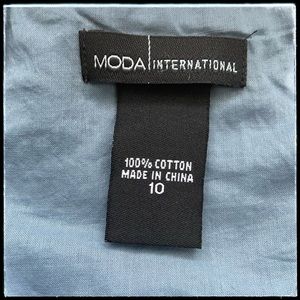 MODA INTERNATIONAL
100% COTTON
MADE IN CHINA
10